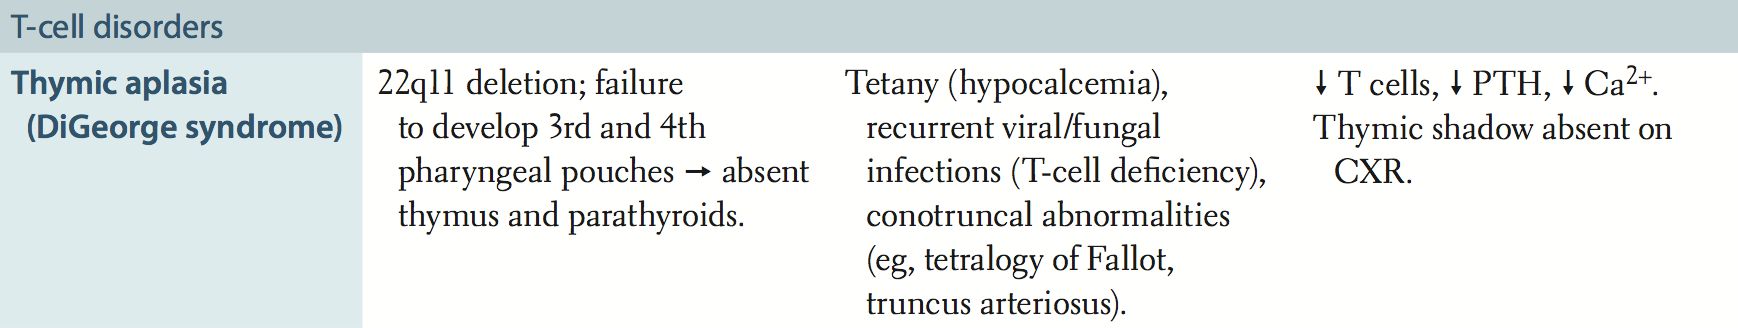 T-cell disorders
Thymic aplasia
(DiGeorge syndrome)
22q11 deletion; failure
to develop 3rd and 4th
pharyngeal pouches → absent
thymus and parathyroids.
Tetany (hypocalcemia),
recurrent viral/fungal
infections (T-cell deficiency),
conotruncal abnormalities
(eg, tetralogy of Fallot,
truncus arteriosus).
↓ T cells, ↓ PTH, ↓ Ca²⁺.
Thymic shadow absent on
CXR.